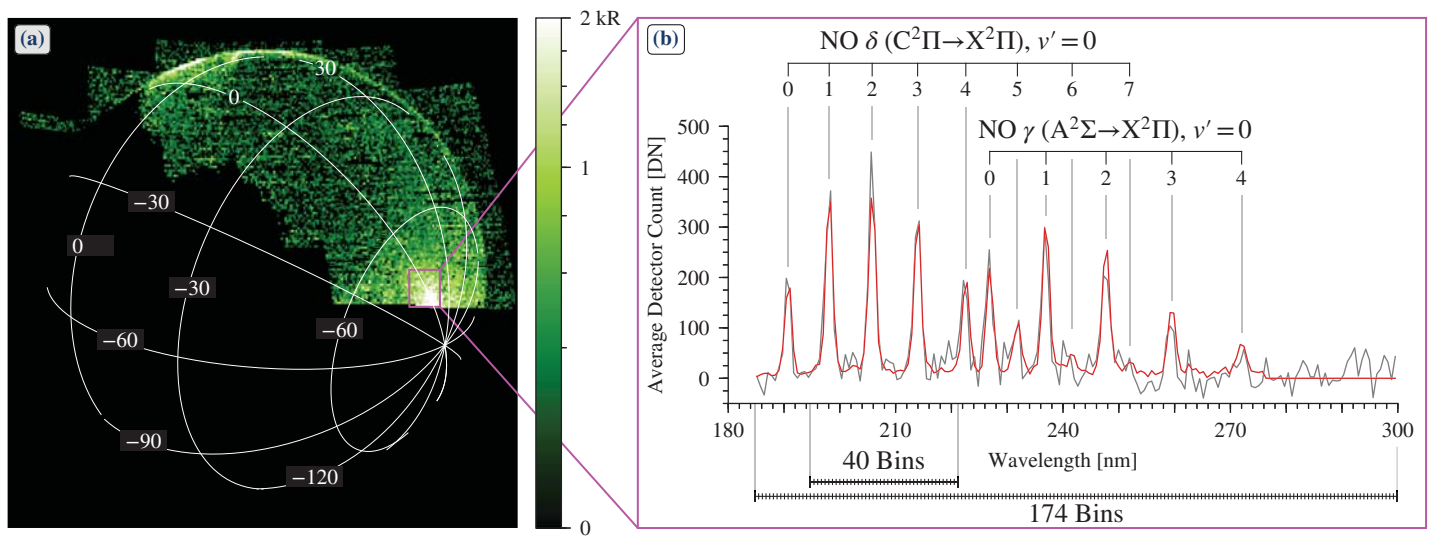 (a)
30
0
−30
0
−30
−60
−60
−90
−120
2 kR
1
0
(b)
NO δ (C²Π→X²Π), v′ = 0
0 1 2 3 4 5 6 7
NO γ (A²Σ→X²Π), v′ = 0
0 1 2 3 4
Average Detector Count [DN]
500
400
300
200
100
0
180 210 240 270 300
Wavelength [nm]
40 Bins
174 Bins